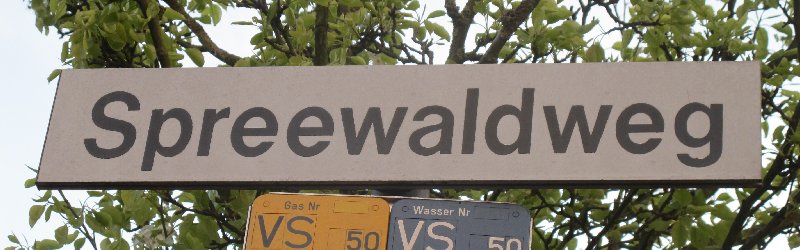 Spreewaldweg
Gas Nr
VS 50
Wasser Nr
VS 50